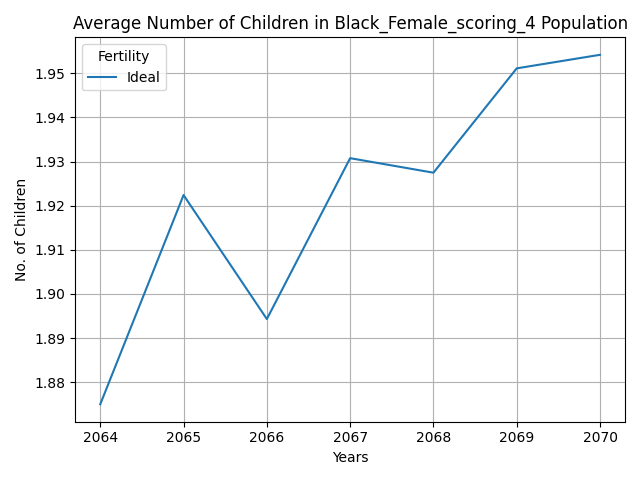 Average Number of Children in Black_Female_scoring_4 Population
Fertility
Ideal
No. of Children
1.95
1.94
1.93
1.92
1.91
1.90
1.89
1.88
2064 2065 2066 2067 2068 2069 2070
Years